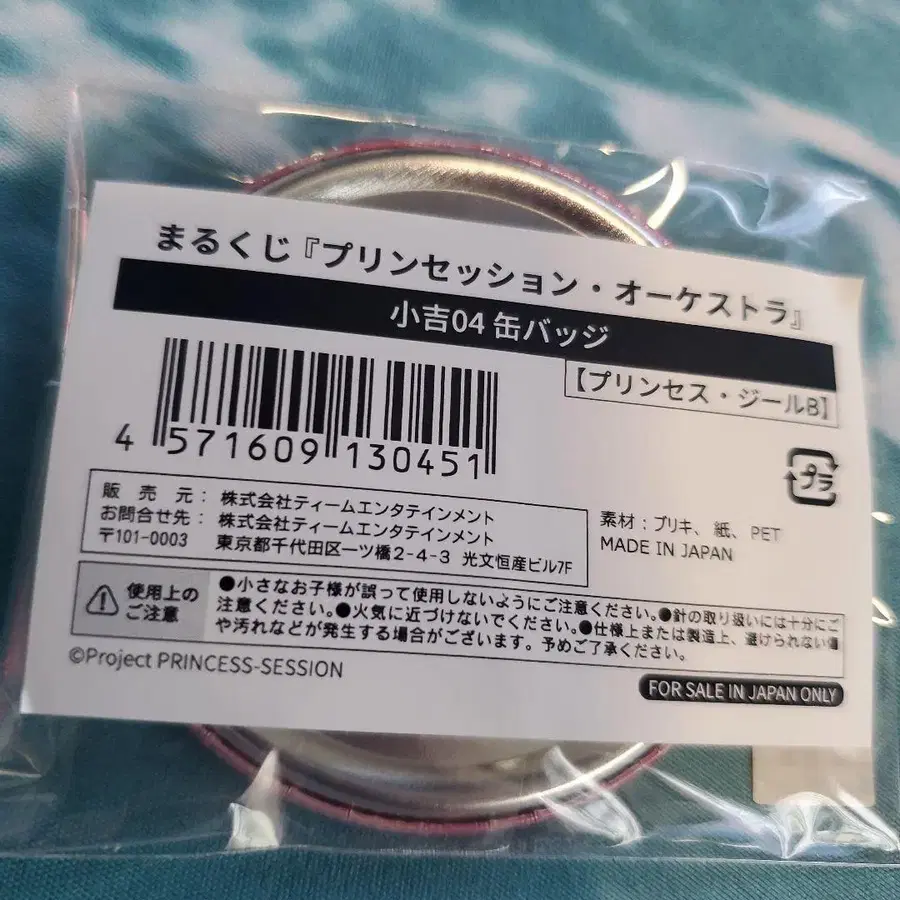 まるくじ『プリンセッション・オーケストラ』
小吉04 缶バッジ
【プリンセス・ジールB】
4 571609 130451
プラ
販売元： 株式会社ティームエンタテインメント
お問合せ先： 株式会社ティームエンタテインメント
〒101-0003 東京都千代田区一ツ橋2-4-3 光文恒産ビル7F
素材：ブリキ、紙、PET
MADE IN JAPAN
使用上の
ご注意
●小さなお子様が誤って使用しないようにご注意ください。●針の取り扱いには十分にご
注意ください。●火気に近づけないでください。●仕様上または製造上、避けられない傷
や汚れなどが発生する場合がございます。予めご了承ください。
©Project PRINCESS-SESSION
FOR SALE IN JAPAN ONLY